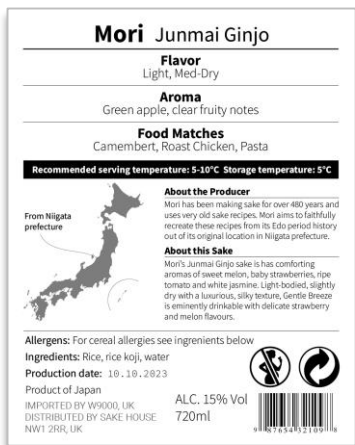 Mori Junmai Ginjo
Flavor
Light, Med-Dry
Aroma
Green apple, clear fruity notes
Food Matches
Camembert, Roast Chicken, Pasta
Recommended serving temperature: 5-10°C Storage temperature: 5°C
From Niigata
prefecture
About the Producer
Mori has been making sake for over 480 years and
uses very old sake recipes. Mori aims to faithfully
recreate these recipes from its Edo period history
out of its original location in Niigata prefecture.
About this Sake
Mori's Junmai Ginjo sake is has comforting
aromas of sweet melon, baby strawberries, ripe
tomato and white jasmine. Light-bodied, slightly
dry with a luxurious, silky texture, Gentle Breeze
is eminently drinkable with delicate strawberry
and melon flavours.
Allergens: For cereal allergies see ingrenients below
Ingredients: Rice, rice koji, water
Production date: 10.10.2023
Product of Japan
IMPORTED BY W9000, UK
DISTRIBUTED BY SAKE HOUSE
NW1 2RR, UK
ALC. 15% Vol
720ml
9 87654 32109 8